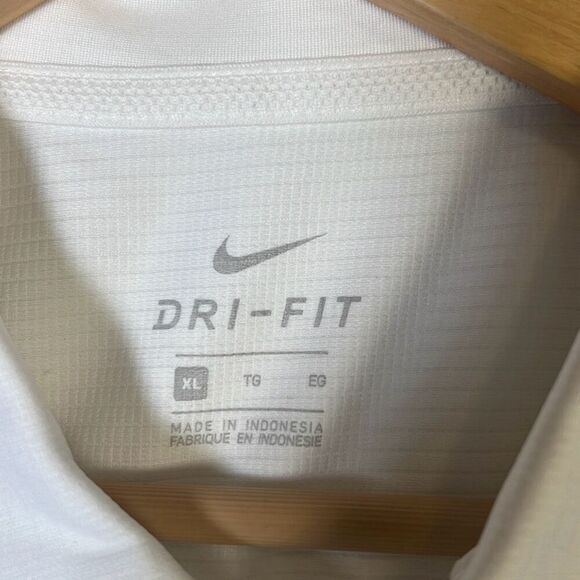 DRI-FIT
XL TG EG
MADE IN INDONESIA
FABRIQUE EN INDONESIE